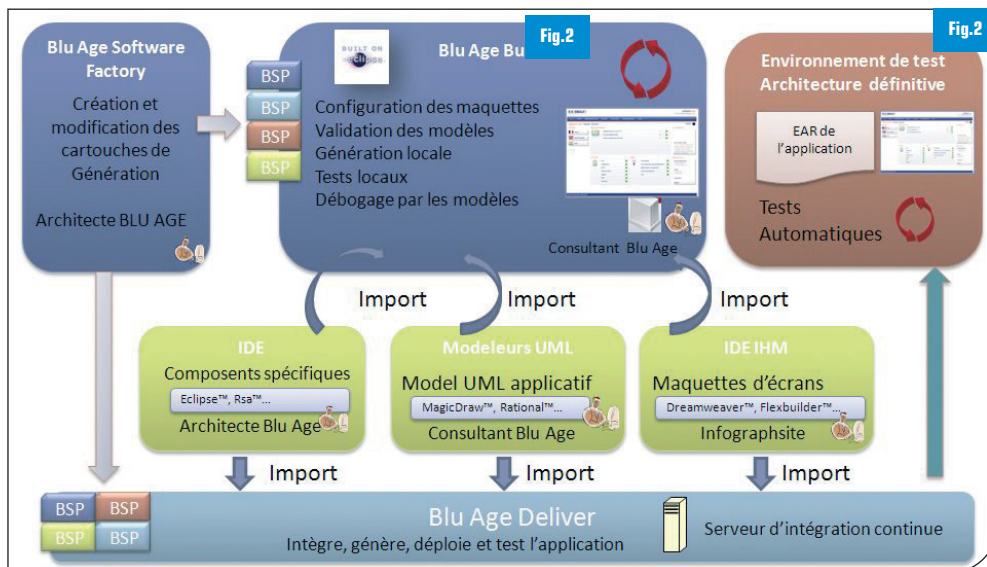 Blu Age Software
Factory
Création et
modification des
cartouches de
Génération
Architecte BLU AGE
BUILT ON
BSP
BSP
BSP
BSP
Blu Age
Fig.2
Configuration des maquettes
Validation des modèles
Génération locale
Tests locaux
Débogage par les modèles
Consultant Blu Age
Fig.2
Environnement de test
Architecture définitive
EAR de
l'application
Tests
Automatiques
Import
Import
Import
IDE
Composents spécifiques
Eclipse™, Rsa™...
Architecte Blu Age
Modeleurs UML
Model UML applicatif
MagicDraw™, Rational™...
Consultant Blu Age
IDE IHM
Maquettes d'écrans
Dreamweaver™, Flexbuilder™...
Infographsite
Import
Import
Import
BSP
BSP
BSP
BSP
Blu Age Deliver
Intègre, génère, déploie et test l'application
Serveur d'intégration continue